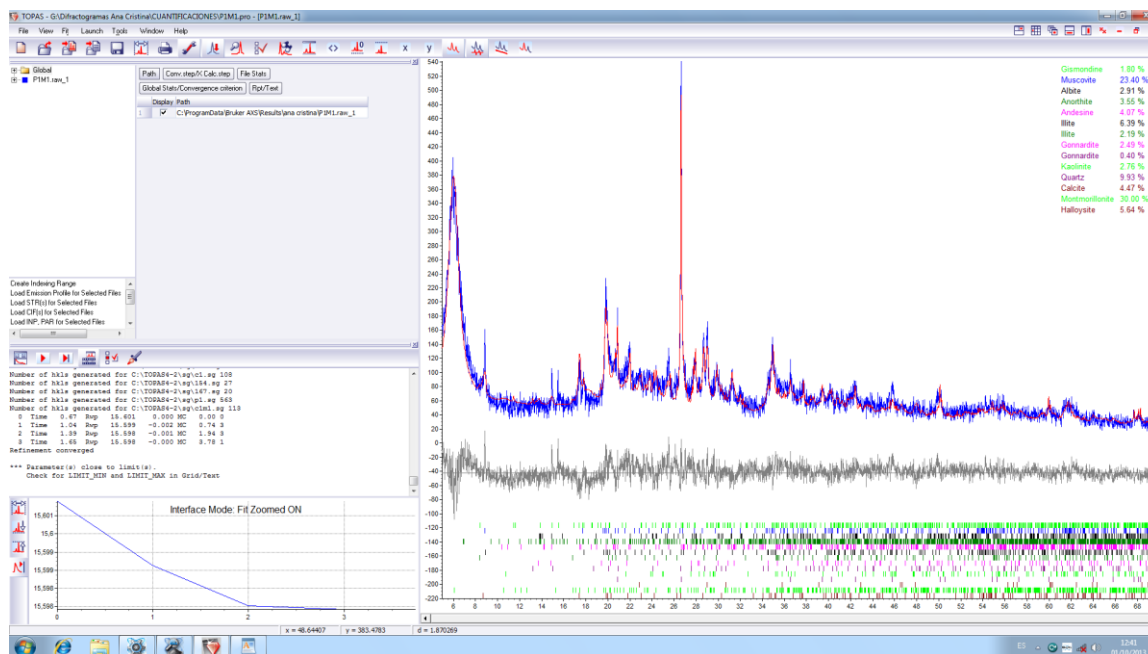 TOPAS - G:\Difractogramas Ana Cristina\CUANTIFICACIONES\P1M1.pro - [P1M1.raw_1]
File View Fit Launch Tools Window Help
Global
P1M1.raw_1
Path Conv.step/X Calc.step File Stats
Global Stats/Convergence criterion Rpt/Text
Display Path
1 C:\ProgramData\Bruker AXS\Results\ana cristina\P1M1.raw_1
Create Indexing Range
Load Emission Profile for Selected Files
Load STR(s) for Selected Files
Load CIF(s) for Selected Files
Load INP, PAR for Selected Files
Number of hkls generated for C:\TOPAS4-2\sg\c1.sg 108
Number of hkls generated for C:\TOPAS4-2\sg\154.sg 27
Number of hkls generated for C:\TOPAS4-2\sg\167.sg 20
Number of hkls generated for C:\TOPAS4-2\sg\p1.sg 563
Number of hkls generated for C:\TOPAS4-2\sg\c1m1.sg 113
0 Time 0.67 Rwp 15.601 0.000 MC 0.00 0
1 Time 1.04 Rwp 15.599 -0.002 MC 0.74 3
2 Time 1.39 Rwp 15.598 -0.001 MC 1.94 3
3 Time 1.65 Rwp 15.598 -0.000 MC 3.78 1
Refinement converged
*** Parameter(s) close to limit(s).
Check for LIMIT_MIN and LIMIT_MAX in Grid/Text
Interface Mode: Fit Zoomed ON
15,601
15,6
15,599
15,598
15,598
0 1 2 3
540
520
500
480
460
440
420
400
380
360
340
320
300
280
260
240
220
200
180
160
140
120
100
80
60
40
20
0
-20
-40
-60
-80
-100
-120
-140
-160
-180
-200
-220
6 8 10 12 14 16 18 20 22 24 26 28 30 32 34 36 38 40 42 44 46 48 50 52 54 56 58 60 62 64 66 68
Gismondine 1.80 %
Muscovite 23.40 %
Albite 2.91 %
Anorthite 3.55 %
Andesine 4.07 %
Illite 6.39 %
Illite 2.19 %
Gonnardite 2.49 %
Gonnardite 0.40 %
Kaolinite 2.76 %
Quartz 9.93 %
Calcite 4.47 %
Montmorillonite 30.00 %
Halloysite 5.64 %
x = 48.64407 y = 383.4783 d = 1.870269
ES
12:41